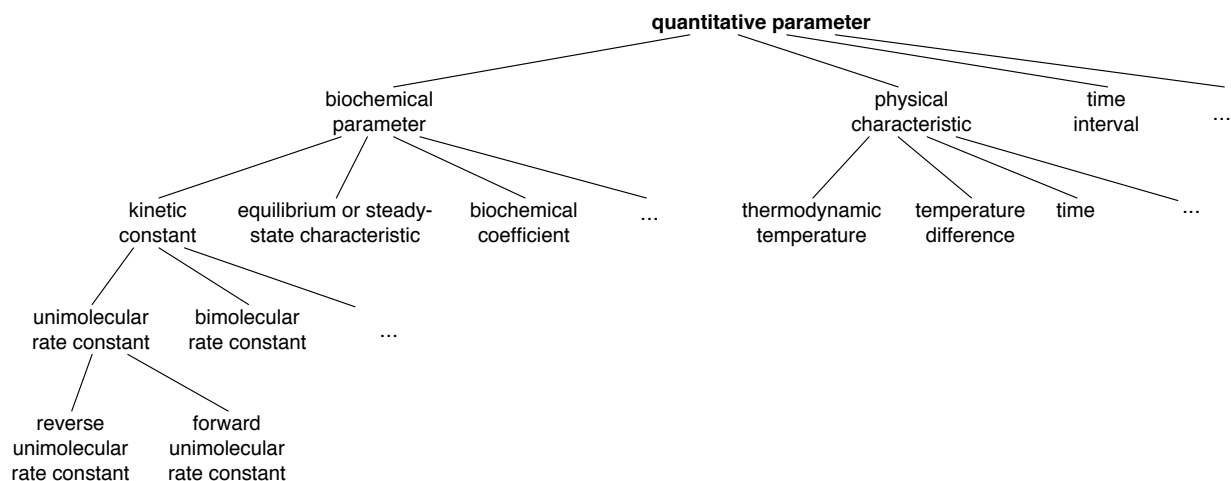 quantitative parameter
biochemical
parameter
physical
characteristic
time
interval
...
kinetic
constant
equilibrium or steady-
state characteristic
biochemical
coefficient
...
thermodynamic
temperature
temperature
difference
time
...
unimolecular
rate constant
bimolecular
rate constant
...
reverse
unimolecular
rate constant
forward
unimolecular
rate constant